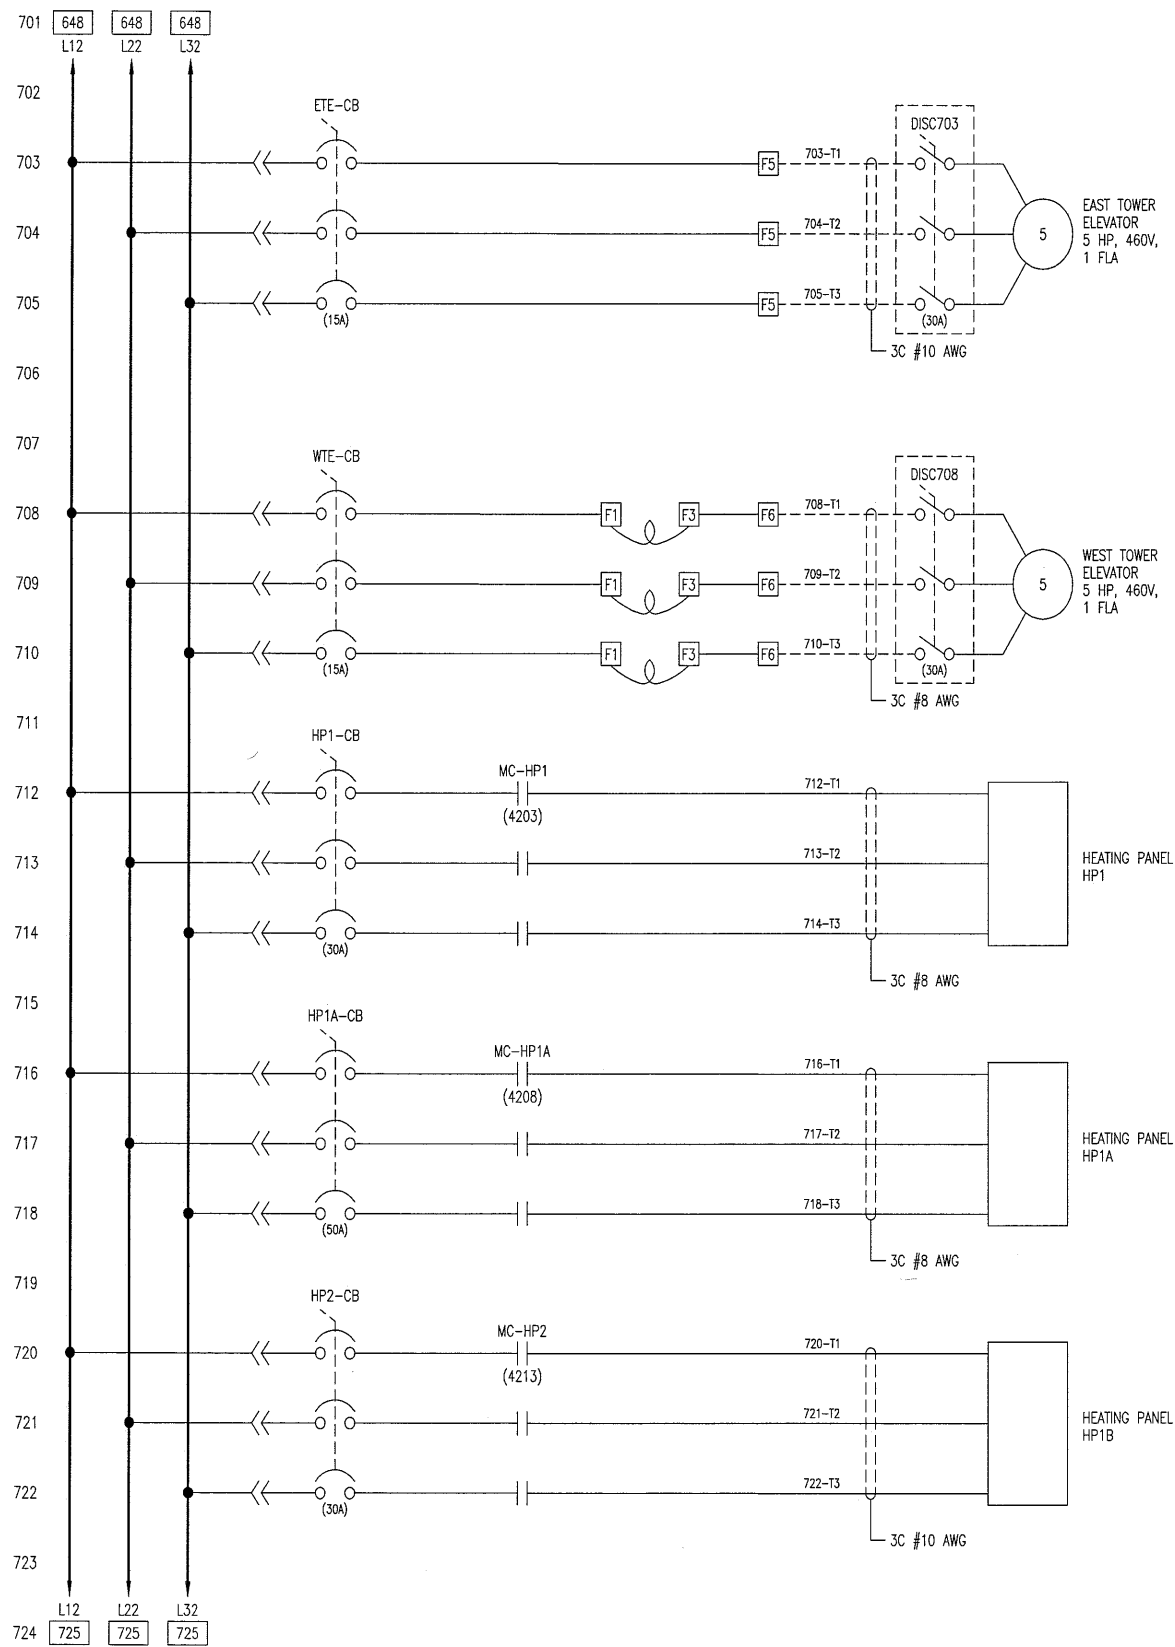 701 648 648 648
L12 L22 L32
702
ETE-CB
DISC703
703 F5 703-T1
704 F5 704-T2 5
EAST TOWER
ELEVATOR
5 HP, 460V,
1 FLA
705 F5 705-T3
(15A) (30A)
3C #10 AWG
706
707
WTE-CB
DISC708
708 F1 F3 F6 708-T1
709 F1 F3 F6 709-T2 5
WEST TOWER
ELEVATOR
5 HP, 460V,
1 FLA
710 F1 F3 F6 710-T3
(15A) (30A)
3C #8 AWG
711
HP1-CB
MC-HP1
712 712-T1
(4203)
713 713-T2
HEATING PANEL
HP1
714 714-T3
(30A)
3C #8 AWG
715
HP1A-CB
MC-HP1A
716 716-T1
(4208)
717 717-T2
HEATING PANEL
HP1A
718 718-T3
(50A)
3C #8 AWG
719
HP2-CB
MC-HP2
720 720-T1
(4213)
721 721-T2
HEATING PANEL
HP1B
722 722-T3
(30A)
3C #10 AWG
723
L12 L22 L32
724 725 725 725